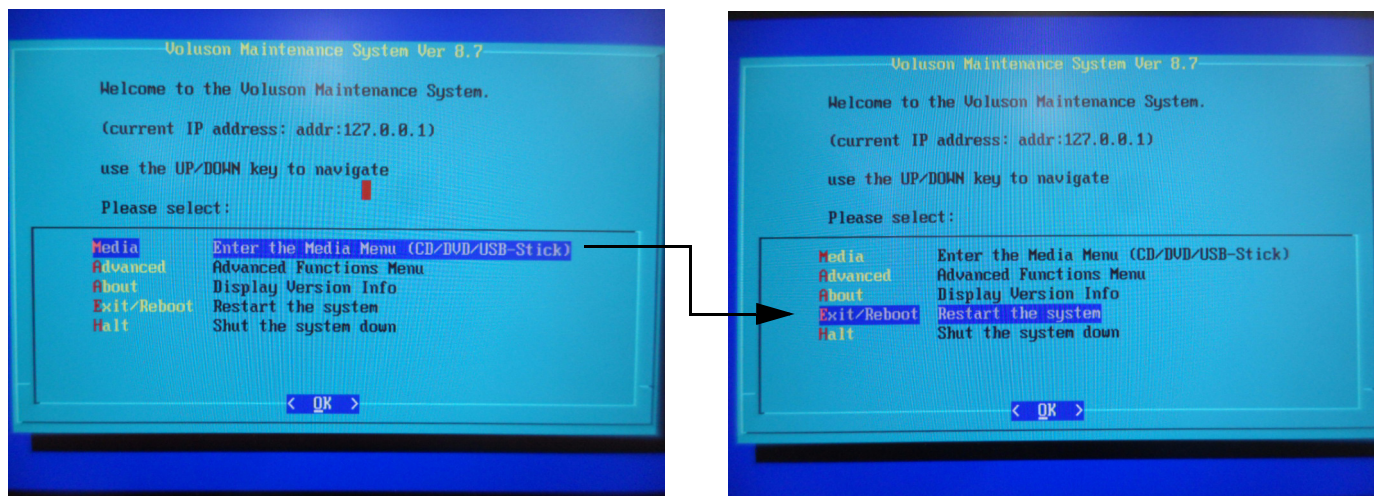 Voluson Maintenance System Ver 8.7
Welcome to the Voluson Maintenance System.
(current IP address: addr:127.0.0.1)
use the UP/DOWN key to navigate
Please select:
Media Enter the Media Menu (CD/DVD/USB-Stick)
Advanced Advanced Functions Menu
About Display Version Info
Exit/Reboot Restart the system
Halt Shut the system down
< OK >
Voluson Maintenance System Ver 8.7
Welcome to the Voluson Maintenance System.
(current IP address: addr:127.0.0.1)
use the UP/DOWN key to navigate
Please select:
Media Enter the Media Menu (CD/DVD/USB-Stick)
Advanced Advanced Functions Menu
About Display Version Info
Exit/Reboot Restart the system
Halt Shut the system down
< OK >